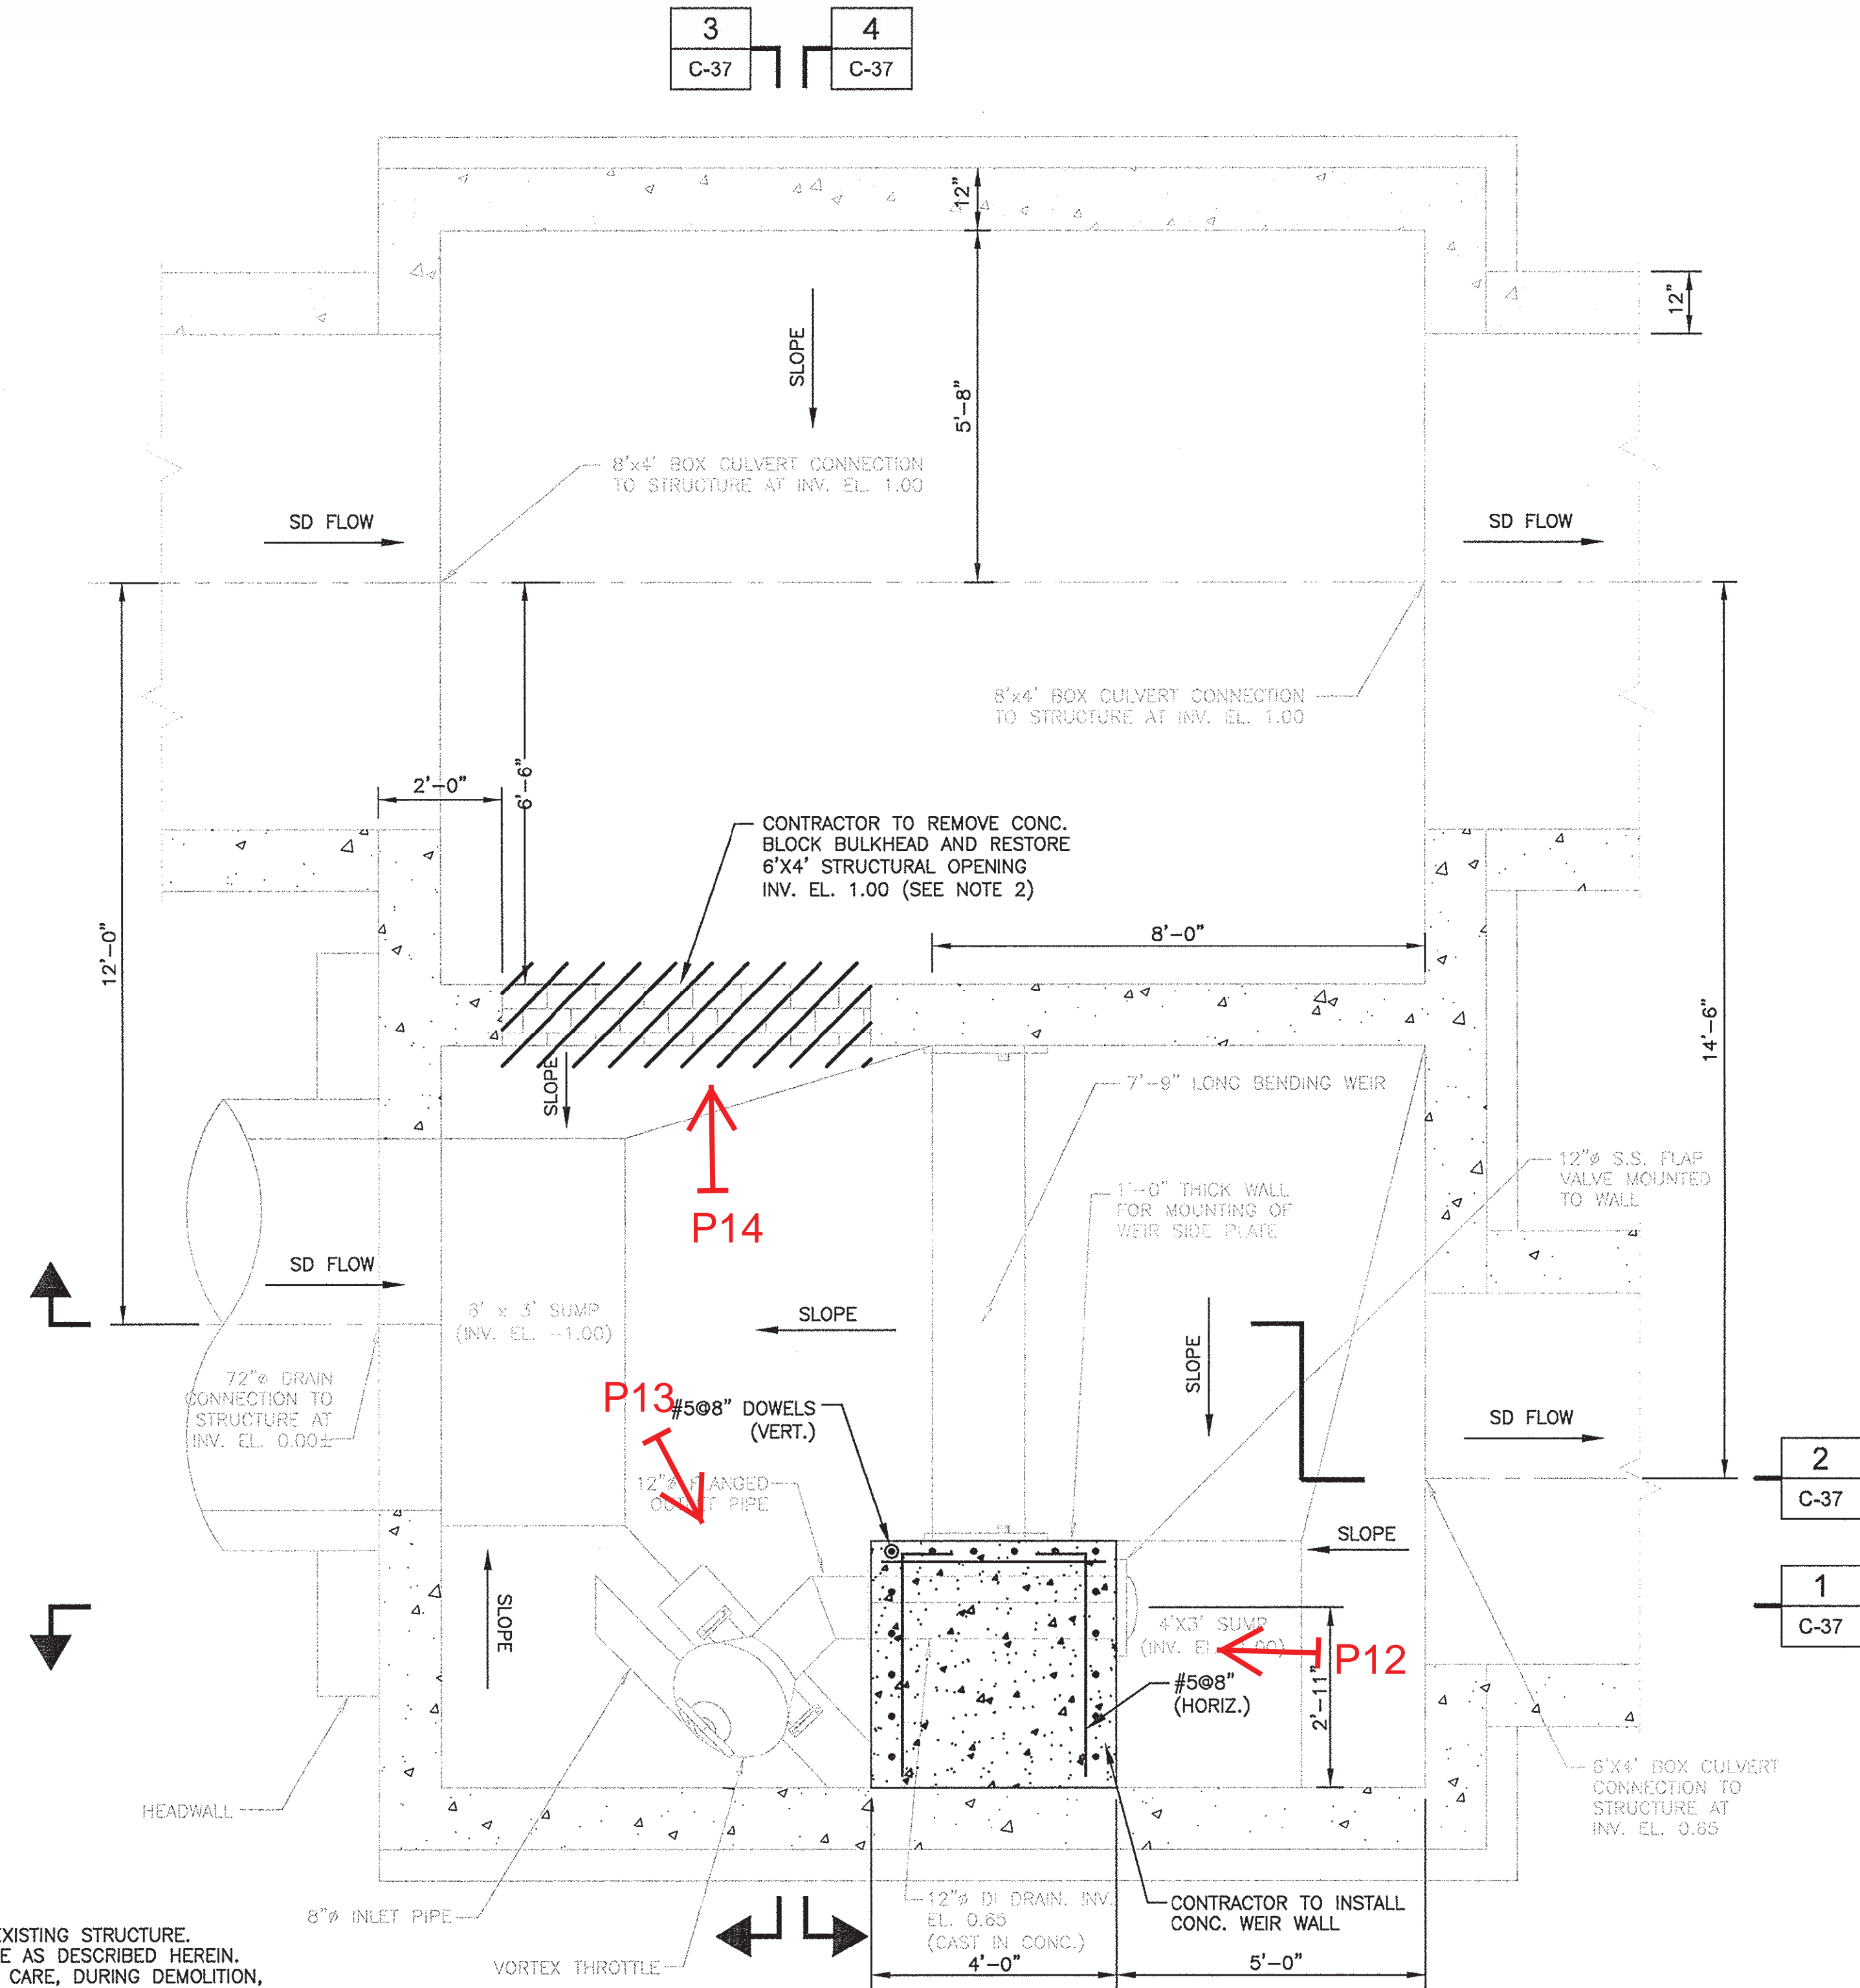 3
C-37
4
C-37
12"
12"
SLOPE
5'-8"
8'x4' BOX CULVERT CONNECTION
TO STRUCTURE AT INV. EL. 1.00
SD FLOW
SD FLOW
8'x4' BOX CULVERT CONNECTION
TO STRUCTURE AT INV. EL. 1.00
2'-0"
6'-6"
CONTRACTOR TO REMOVE CONC.
BLOCK BULKHEAD AND RESTORE
6'X4' STRUCTURAL OPENING
INV. EL. 1.00 (SEE NOTE 2)
12'-0"
8'-0"
14'-6"
SLOPE
7'-9" LONG BENDING WEIR
P14
12"ø S.S. FLAP
VALVE MOUNTED
TO WALL
1'-0" THICK WALL
FOR MOUNTING OF
WEIR SIDE PLATE
SD FLOW
6' x 3' SUMP
(INV. EL. -1.00)
SLOPE
SLOPE
72"ø DRAIN
CONNECTION TO
STRUCTURE AT
INV. EL. 0.00±
P13
#5@8" DOWELS
(VERT.)
SD FLOW
2
C-37
12"ø FLANGED
OUTLET PIPE
SLOPE
SLOPE
1
C-37
4'X3' SUMP
(INV. EL.
P12
#5@8"
(HORIZ.)
2'-11"
6'X4' BOX CULVERT
CONNECTION TO
STRUCTURE AT
INV. EL. 0.65
HEADWALL
8"ø INLET PIPE
12"ø DI DRAIN. INV.
EL. 0.65
(CAST IN CONC.)
CONTRACTOR TO INSTALL
CONC. WEIR WALL
VORTEX THROTTLE
4'-0"
5'-0"
EXISTING STRUCTURE.
AS DESCRIBED HEREIN.
CARE, DURING DEMOLITION,